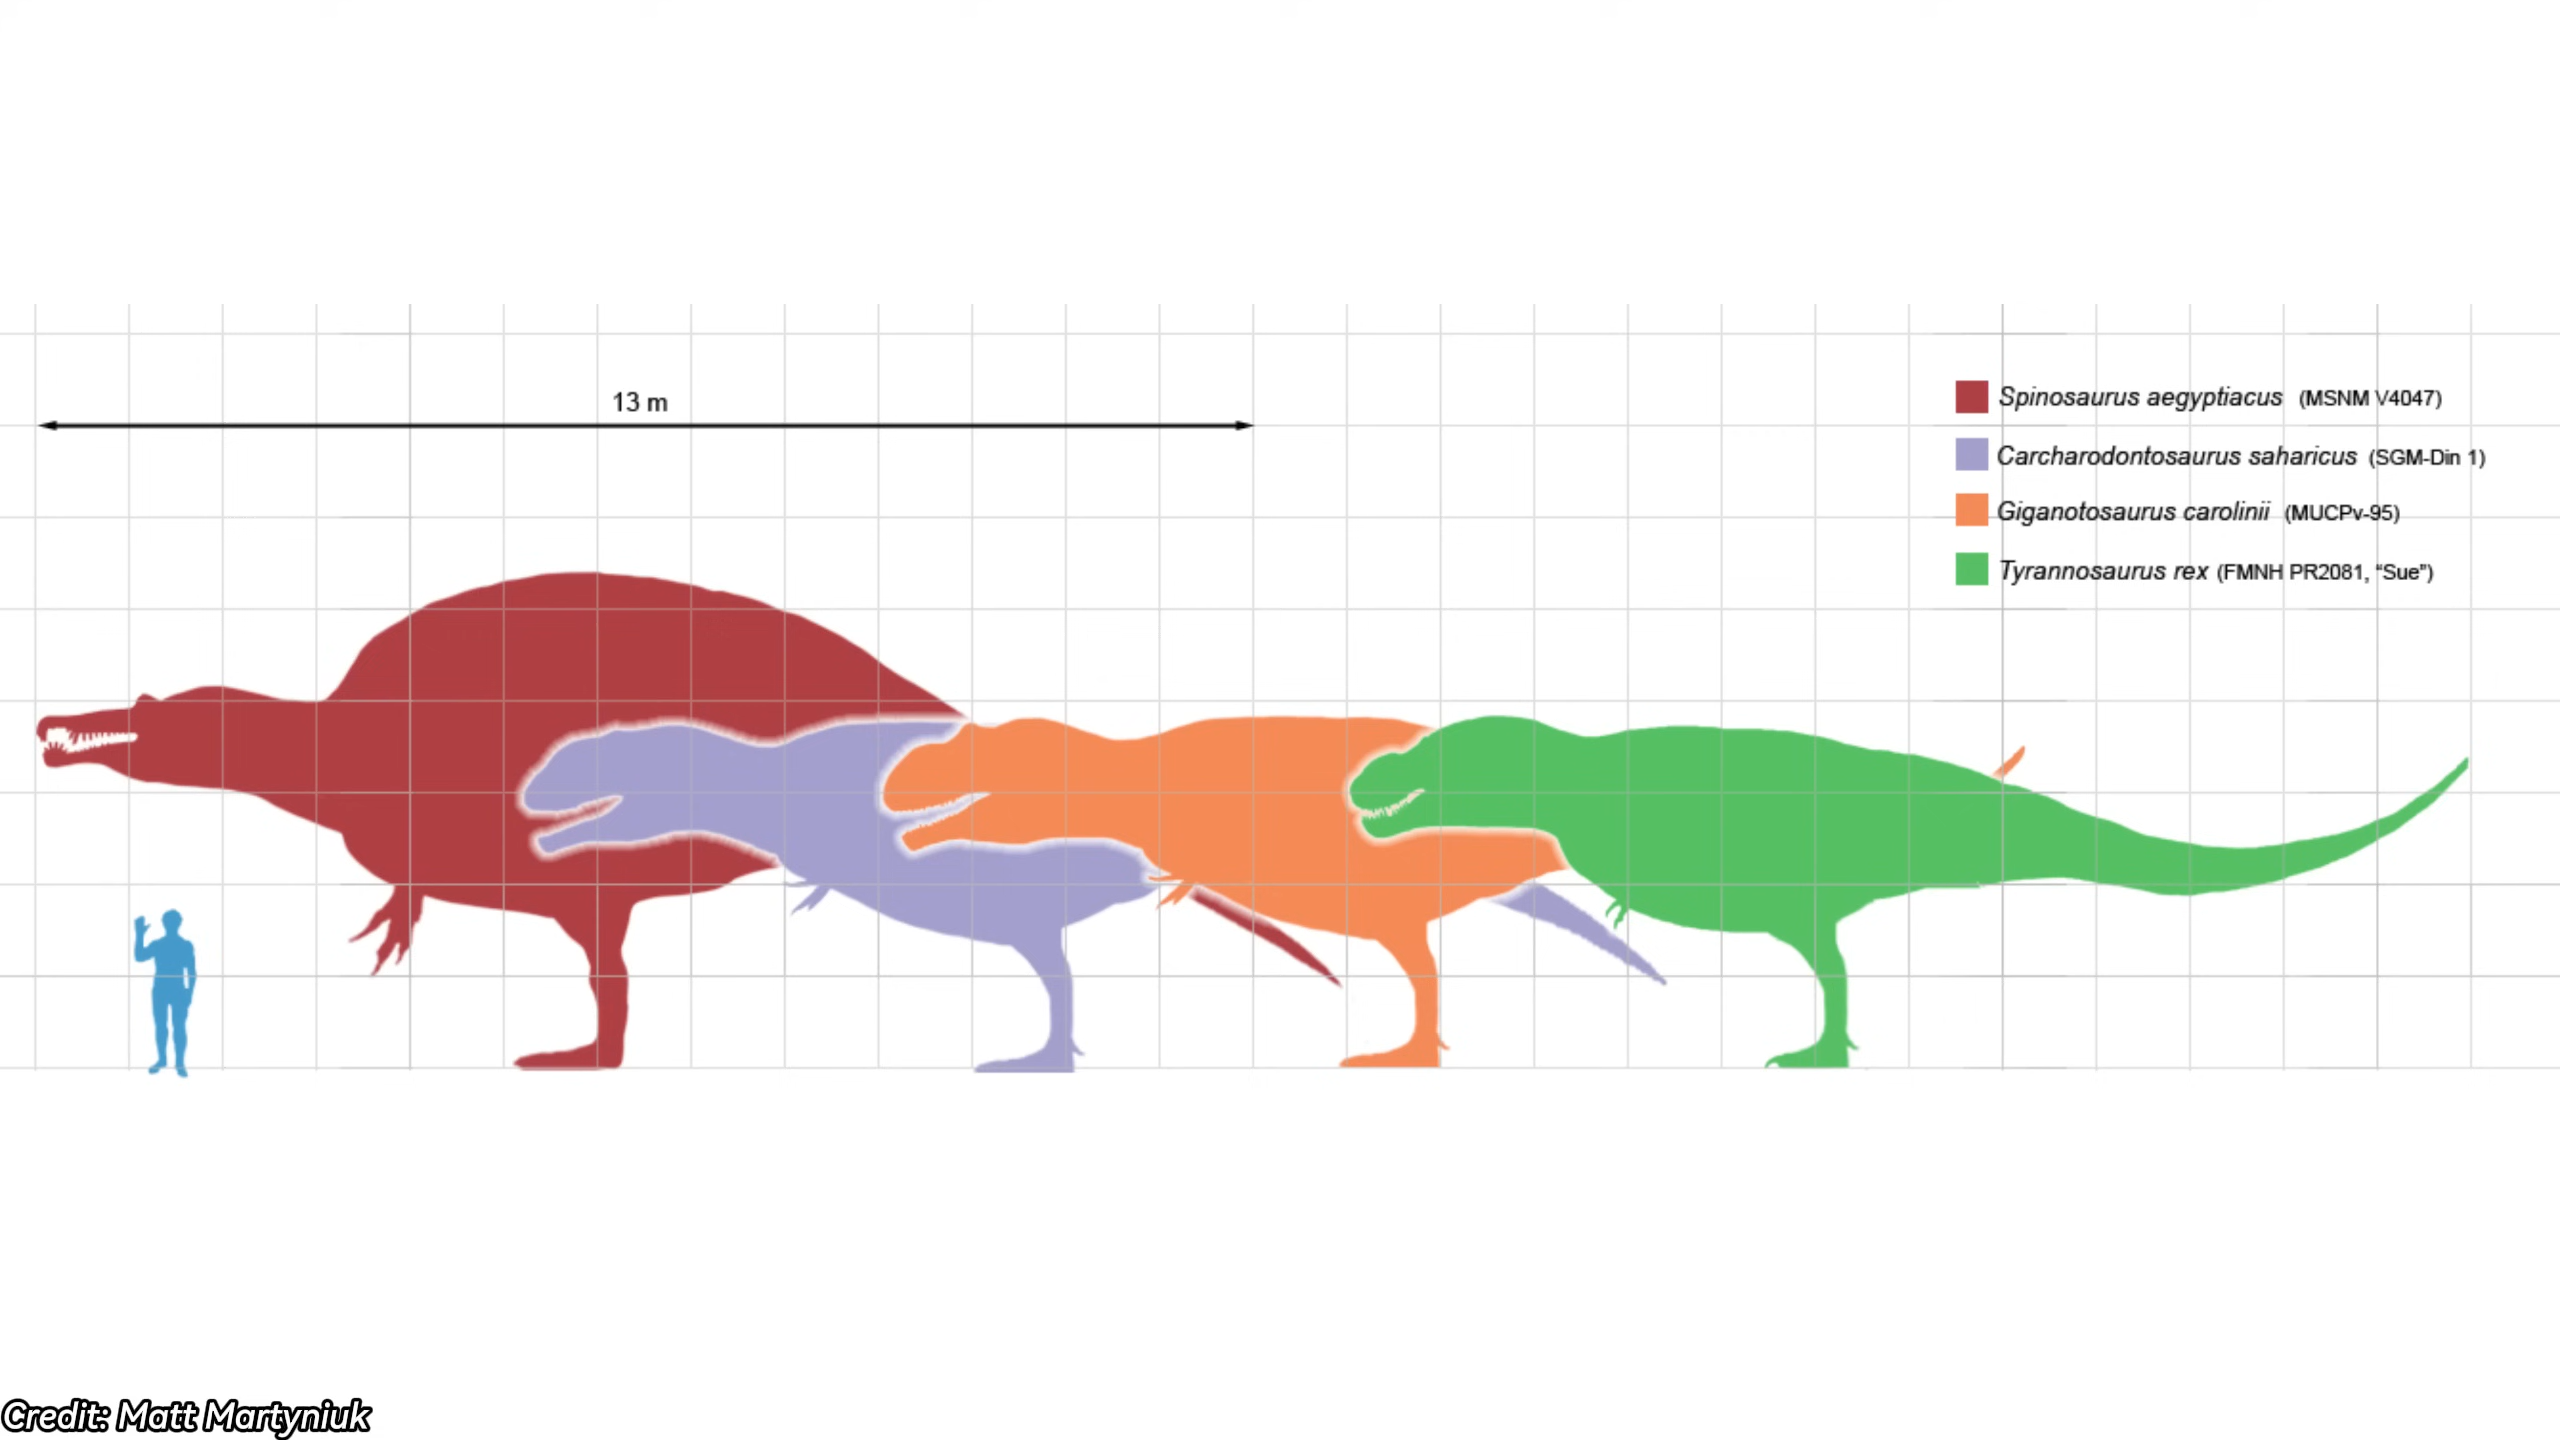 13 m
Spinosaurus aegyptiacus (MSNM V4047)
Carcharodontosaurus saharicus (SGM-Din 1)
Giganotosaurus carolinii (MUCPv-95)
Tyrannosaurus rex (FMNH PR2081, “Sue”)
Credit: Matt Martyniuk